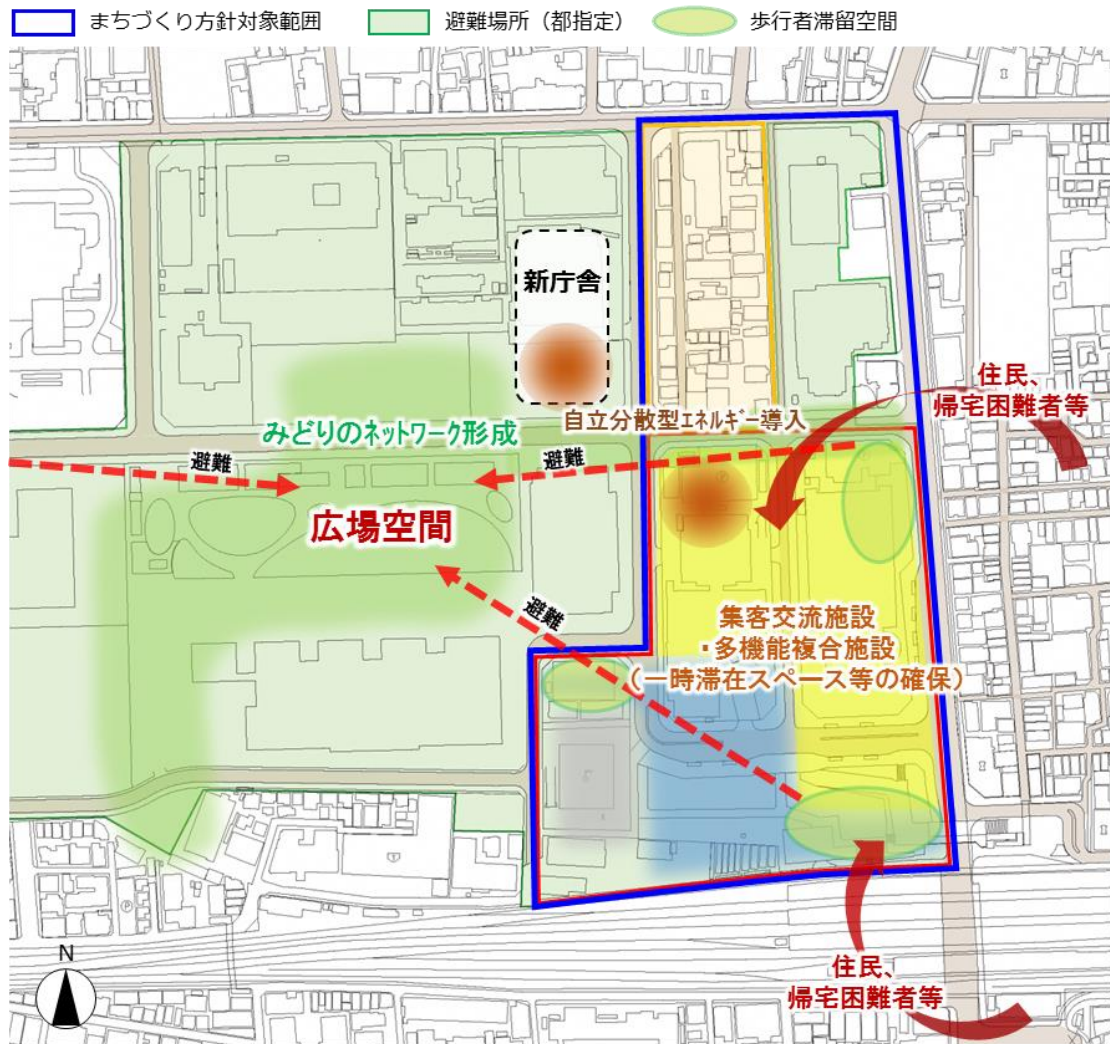 まちづくり方針対象範囲
避難場所（都指定）
歩行者滞留空間
新庁舎
住民、
帰宅困難者等
自立分散型エネルギー導入
みどりのネットワーク形成
避難
避難
広場空間
避難
集客交流施設
・多機能複合施設
（一時滞在スペース等の確保）
住民、
帰宅困難者等
N